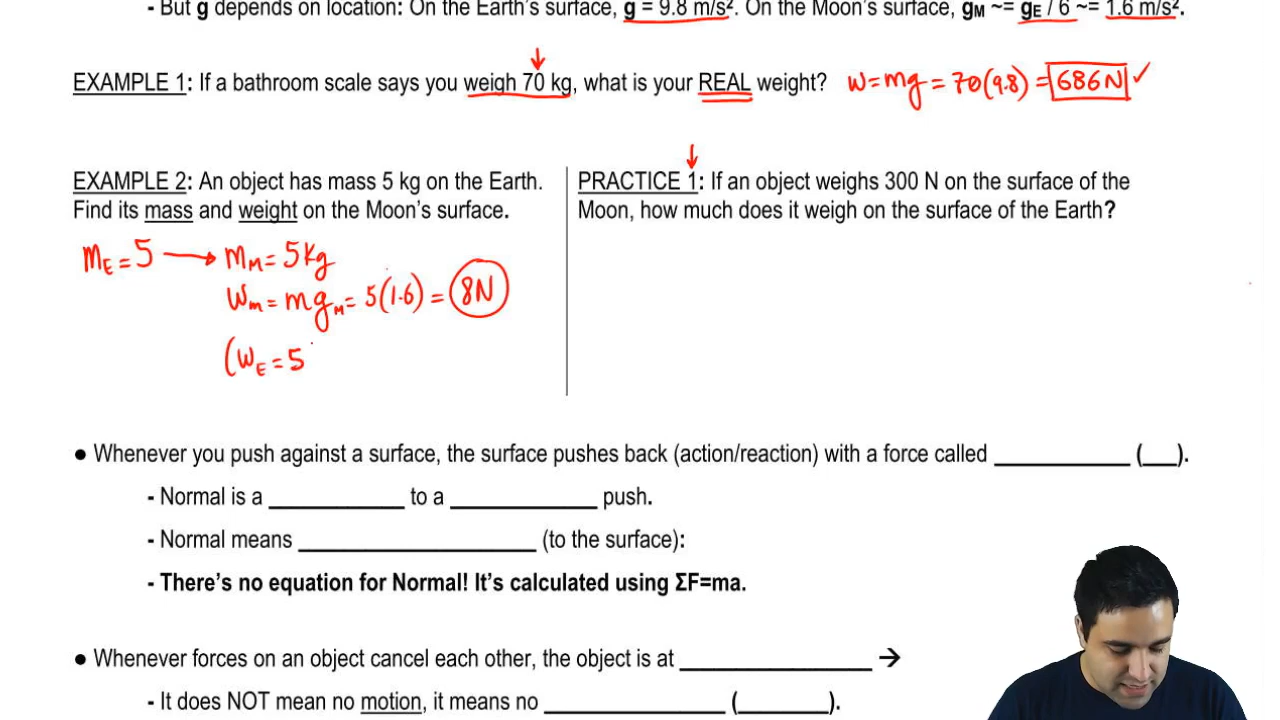 - But g depends on location: On the Earth's surface, g = 9.8 m/s². On the Moon's surface, gM ~= gE / 6 ~= 1.6 m/s².
EXAMPLE 1: If a bathroom scale says you weigh 70 kg, what is your REAL weight? W=mg = 70(9.8) = 686N ✓
EXAMPLE 2: An object has mass 5 kg on the Earth.
Find its mass and weight on the Moon's surface.
mE = 5 → mM = 5kg
Wm = mgM = 5(1.6) = 8N
(WE = 5
PRACTICE 1: If an object weighs 300 N on the surface of the
Moon, how much does it weigh on the surface of the Earth?
● Whenever you push against a surface, the surface pushes back (action/reaction) with a force called ___________ (___).
- Normal is a ___________ to a ____________ push.
- Normal means ___________________ (to the surface):
- There's no equation for Normal! It's calculated using ΣF=ma.
● Whenever forces on an object cancel each other, the object is at ________________ →
- It does NOT mean no motion, it means no _______________ (_______).